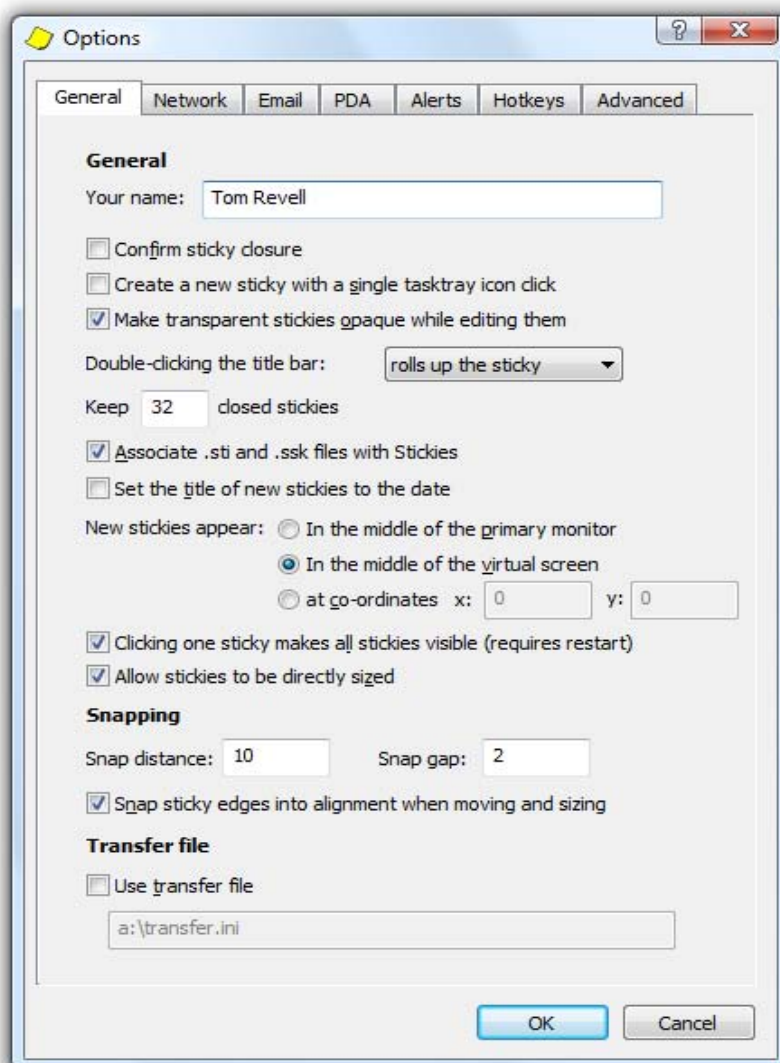 Options
General Network Email PDA Alerts Hotkeys Advanced
General
Your name: Tom Revell
Confirm sticky closure
Create a new sticky with a single tasktray icon click
Make transparent stickies opaque while editing them
Double-clicking the title bar: rolls up the sticky
Keep 32 closed stickies
Associate .sti and .ssk files with Stickies
Set the title of new stickies to the date
New stickies appear: In the middle of the primary monitor
In the middle of the virtual screen
at co-ordinates x: 0 y: 0
Clicking one sticky makes all stickies visible (requires restart)
Allow stickies to be directly sized
Snapping
Snap distance: 10 Snap gap: 2
Snap sticky edges into alignment when moving and sizing
Transfer file
Use transfer file
a:\transfer.ini
OK Cancel